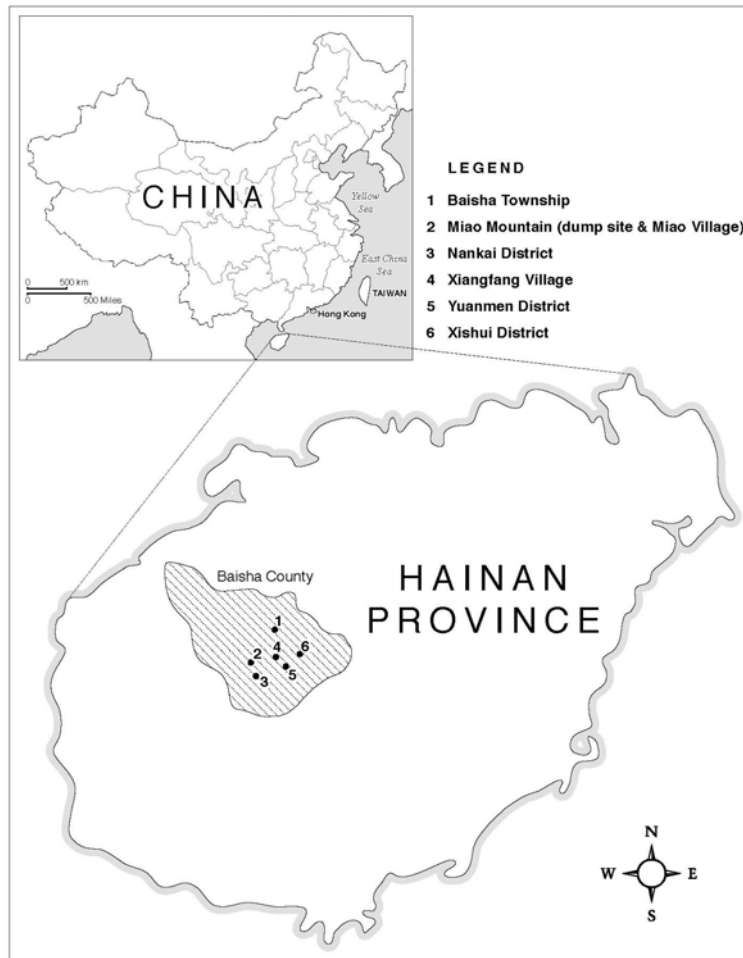 CHINA
Yellow
Sea
East China
Sea
TAIWAN
Hong Kong
0 500 km
0 500 Miles
LEGEND
1 Baisha Township
2 Miao Mountain (dump site & Miao Village)
3 Nankai District
4 Xiangfang Village
5 Yuanmen District
6 Xishui District
HAINAN
PROVINCE
Baisha County
1
2
4
6
3
5
N
W E
S